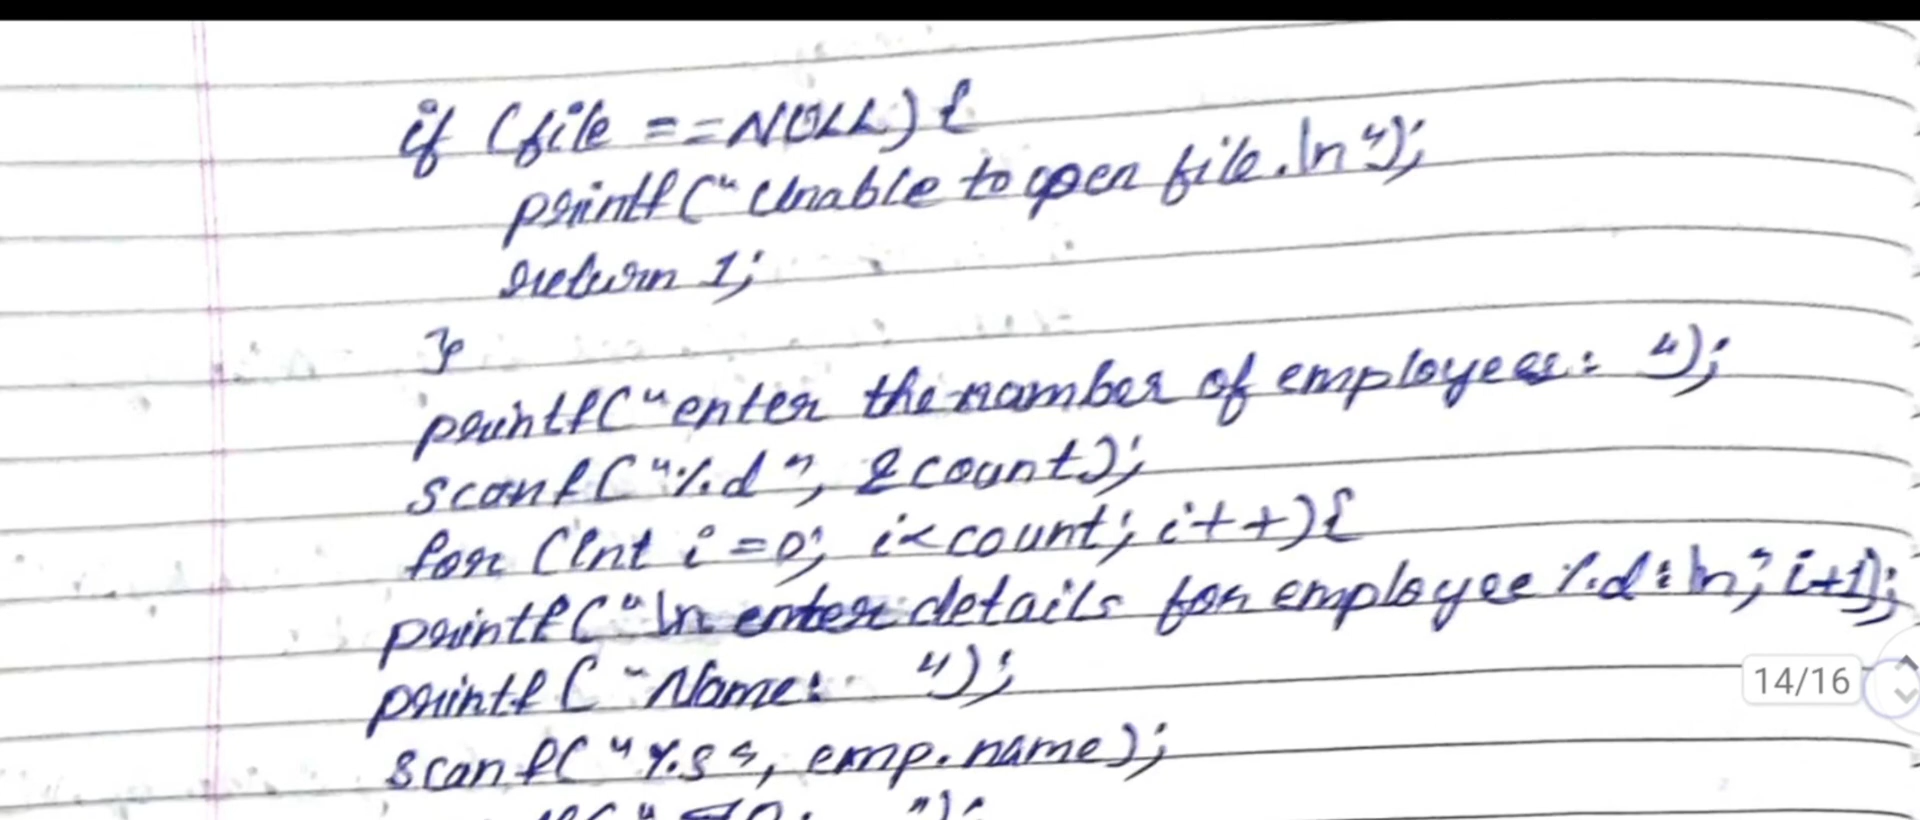 if (file == NULL) {
printf("Unable to open file.\n");
return 1;
}
printf("enter the number of employees: ");
scanf("%d", &count);
for (int i=0; i<count; i++){
printf("\n enter details for employee %d:\n", i+1);
printf("Name: ");
14/16
scanf("%s", emp.name);